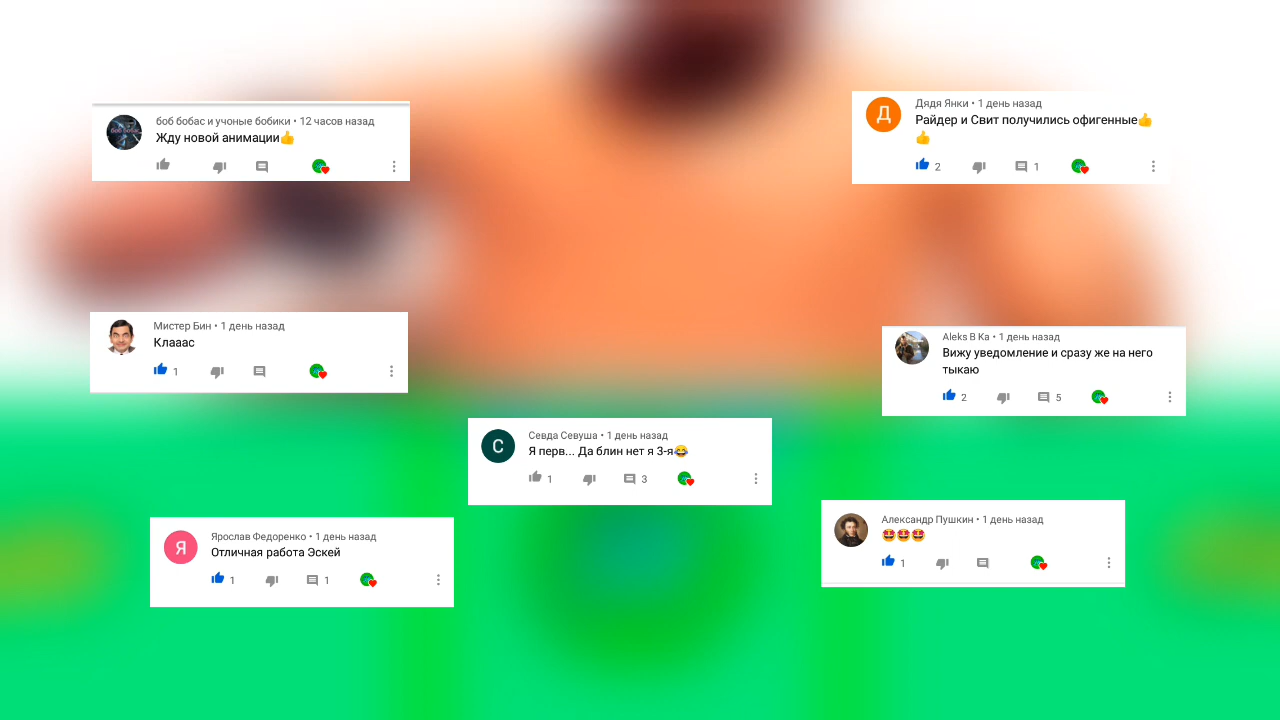 боб бобас и учоные бобики • 12 часов назад
Жду новой анимации👍
Дядя Янки • 1 день назад
Райдер и Свит получились офигенные👍
👍
2
1
Мистер Бин • 1 день назад
Клааас
1
Aleks B Ka • 1 день назад
Вижу уведомление и сразу же на него
тыкаю
2
5
С
Севда Севуша • 1 день назад
Я перв... Да блин нет я 3-я😂
1
3
Я
Ярослав Федоренко • 1 день назад
Отличная работа Эскей
1
1
Александр Пушкин • 1 день назад
🤩🤩🤩
1
Д